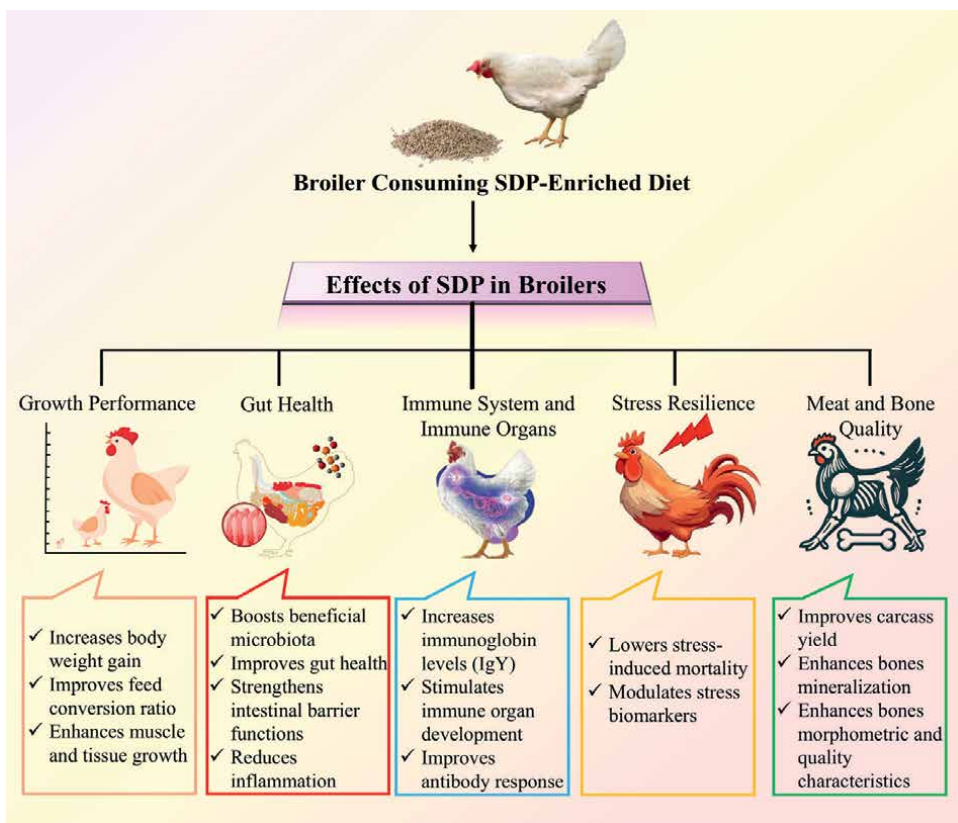 Broiler Consuming SDP-Enriched Diet
Effects of SDP in Broilers
Growth Performance
✓ Increases body
weight gain
✓ Improves feed
conversion ratio
✓ Enhances muscle
and tissue growth
Gut Health
✓ Boosts beneficial
microbiota
✓ Improves gut health
✓ Strengthens
intestinal barrier
functions
✓ Reduces
inflammation
Immune System and
Immune Organs
✓ Increases
immunoglobin
levels (IgY)
✓ Stimulates
immune organ
development
✓ Improves
antibody response
Stress Resilience
✓ Lowers stress-
induced mortality
✓ Modulates stress
biomarkers
Meat and Bone
Quality
✓ Improves carcass
yield
✓ Enhances bones
mineralization
✓ Enhances bones
morphometric and
quality
characteristics